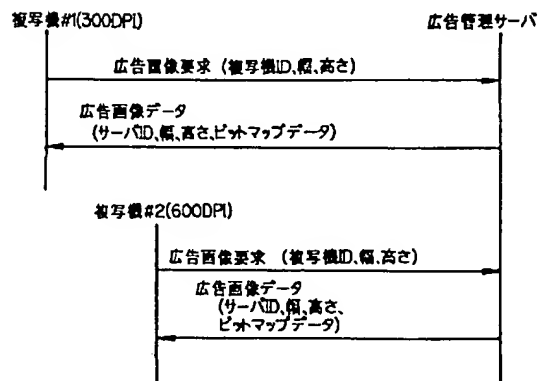 複写機#1(300DPI)
広告管理サーバ
広告画像要求 (複写機ID、幅、高さ)
広告画像データ
(サーバID、幅、高さ、ビットマップデータ)
複写機#2(600DPI)
広告画像要求 (複写機ID、幅、高さ)
広告画像データ
(サーバID、幅、高さ、
ビットマップデータ)